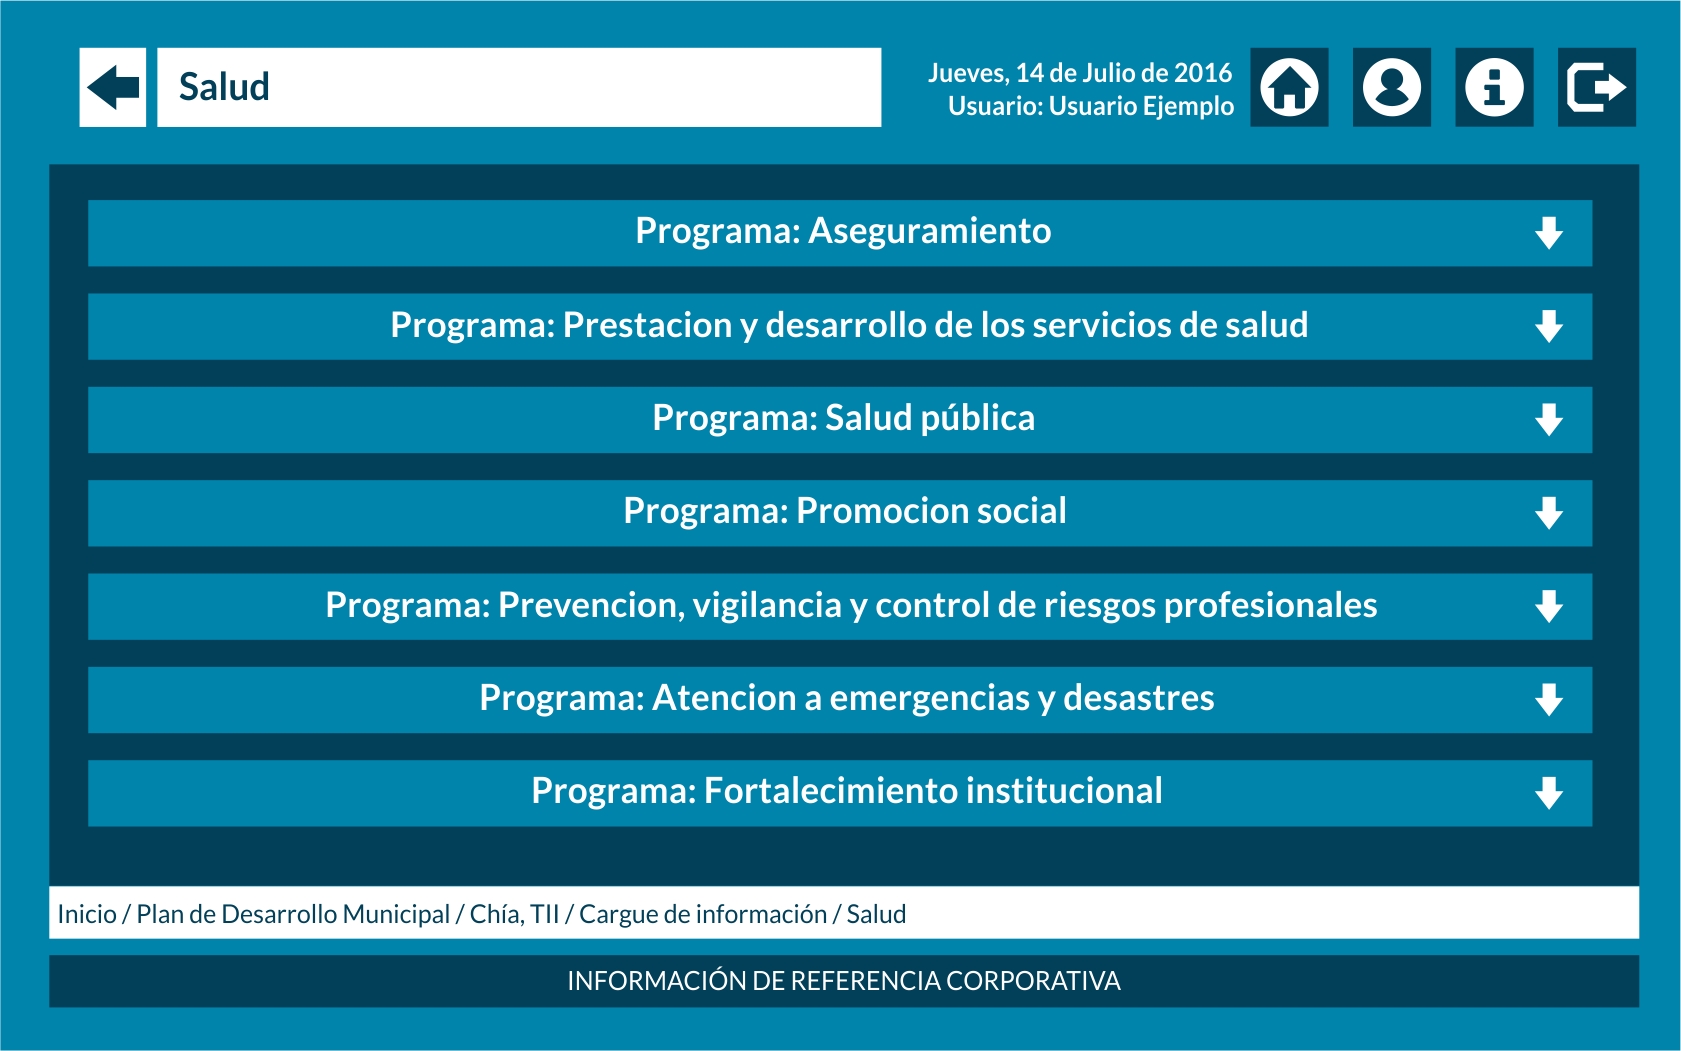 Salud
Jueves, 14 de Julio de 2016
Usuario: Usuario Ejemplo
Programa: Aseguramiento
Programa: Prestacion y desarrollo de los servicios de salud
Programa: Salud pública
Programa: Promocion social
Programa: Prevencion, vigilancia y control de riesgos profesionales
Programa: Atencion a emergencias y desastres
Programa: Fortalecimiento institucional
Inicio / Plan de Desarrollo Municipal / Chía, TII / Cargue de información / Salud
INFORMACIÓN DE REFERENCIA CORPORATIVA